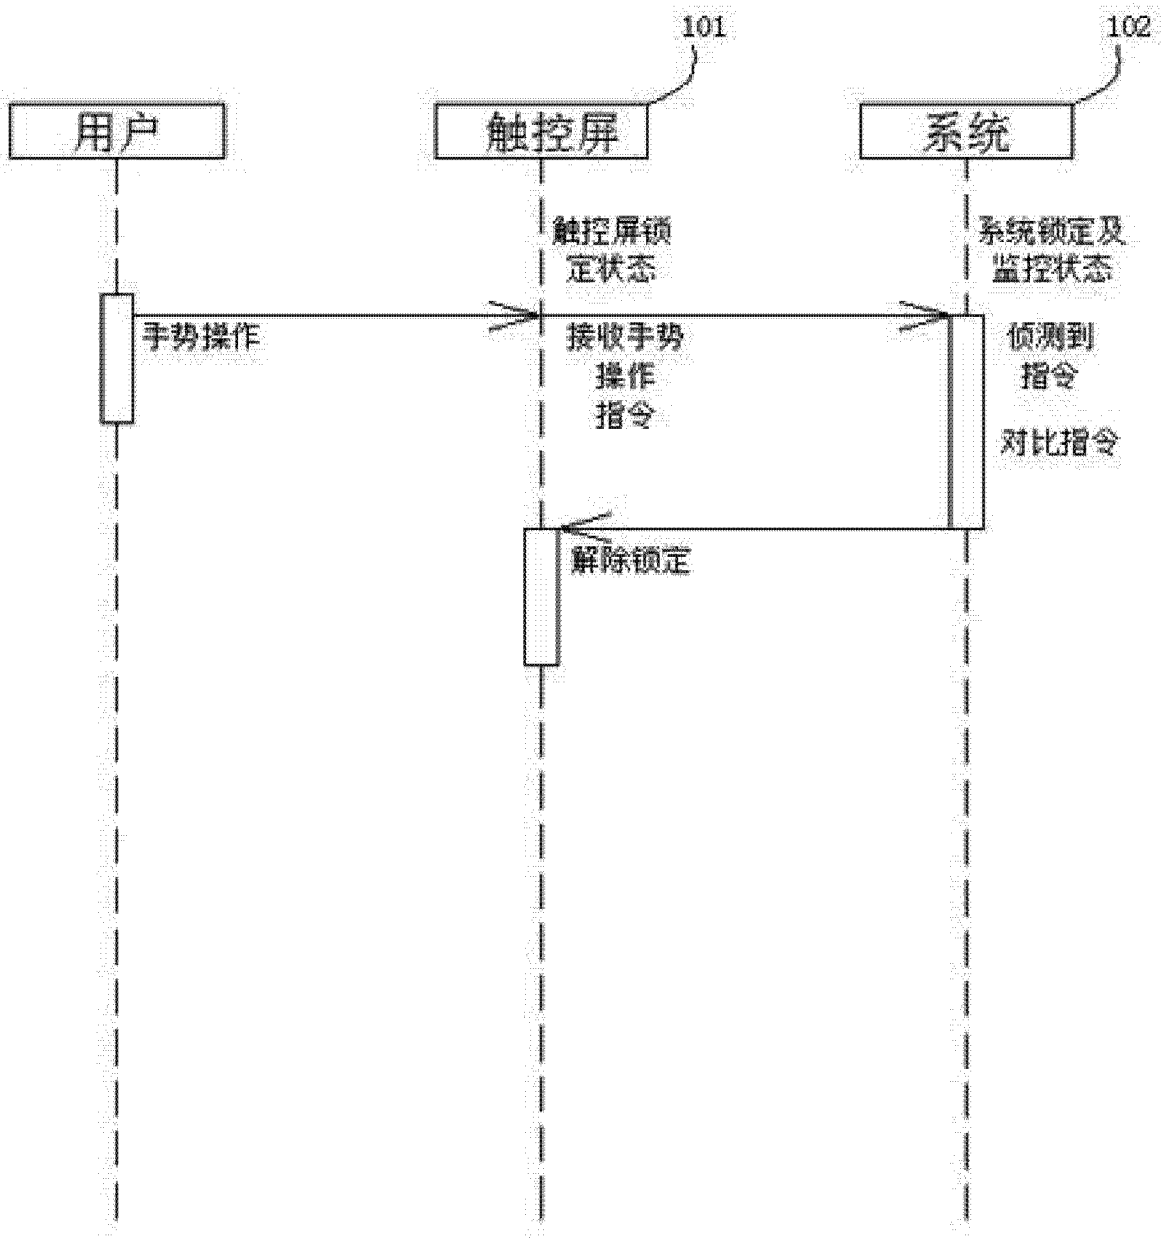 101
102
用户
触控屏
系统
触控屏锁
定状态
系统锁定及
监控状态
手势操作
接收手势
操作
指令
侦测到
指令
对比指令
解除锁定